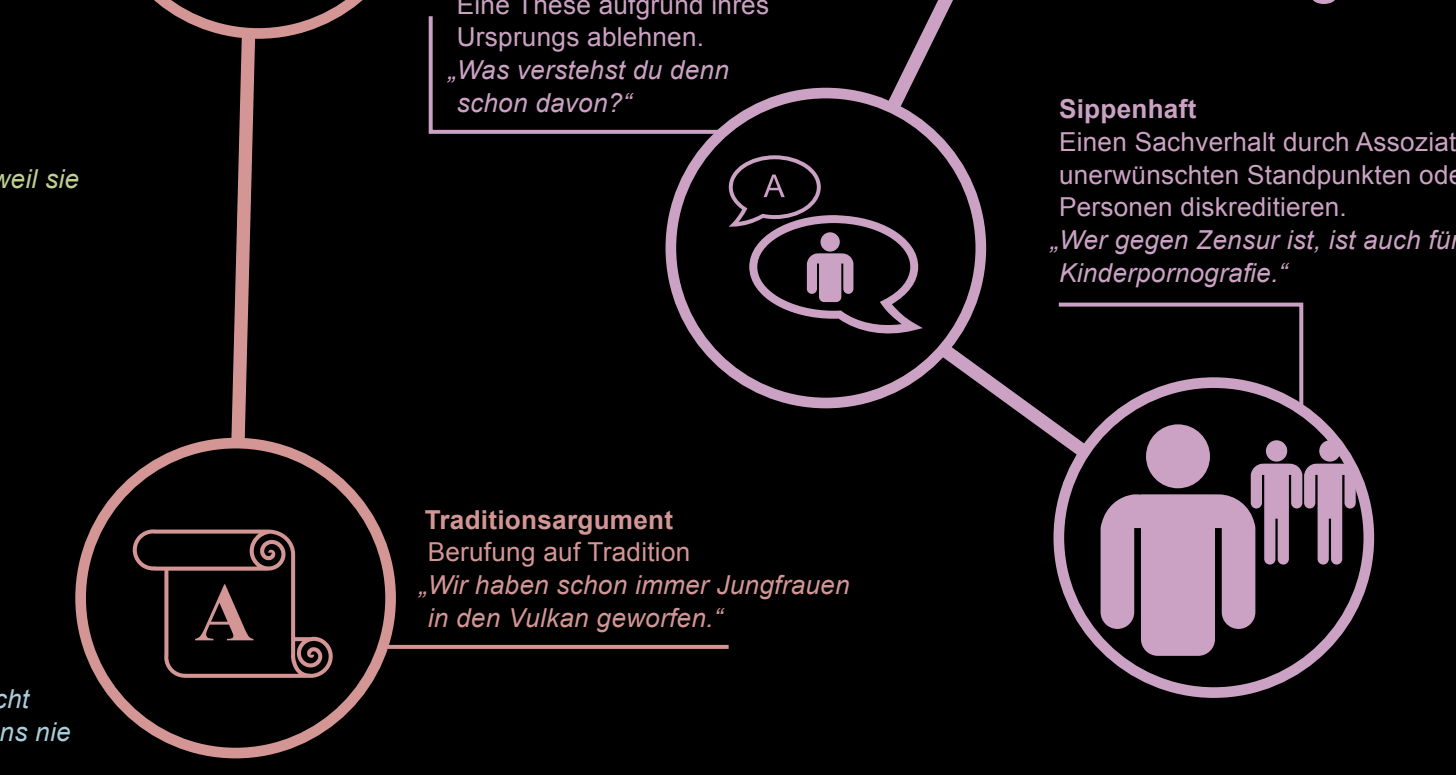 Eine These aufgrund ihres
Ursprungs ablehnen.
„Was verstehst du denn
schon davon?“
weil sie
A
Sippenhaft
Einen Sachverhalt durch Assoziat
unerwünschten Standpunkten ode
Personen diskreditieren.
„Wer gegen Zensur ist, ist auch für
Kinderpornografie.“
A
Traditionsargument
Berufung auf Tradition
„Wir haben schon immer Jungfrauen
in den Vulkan geworfen.“
cht
ns nie